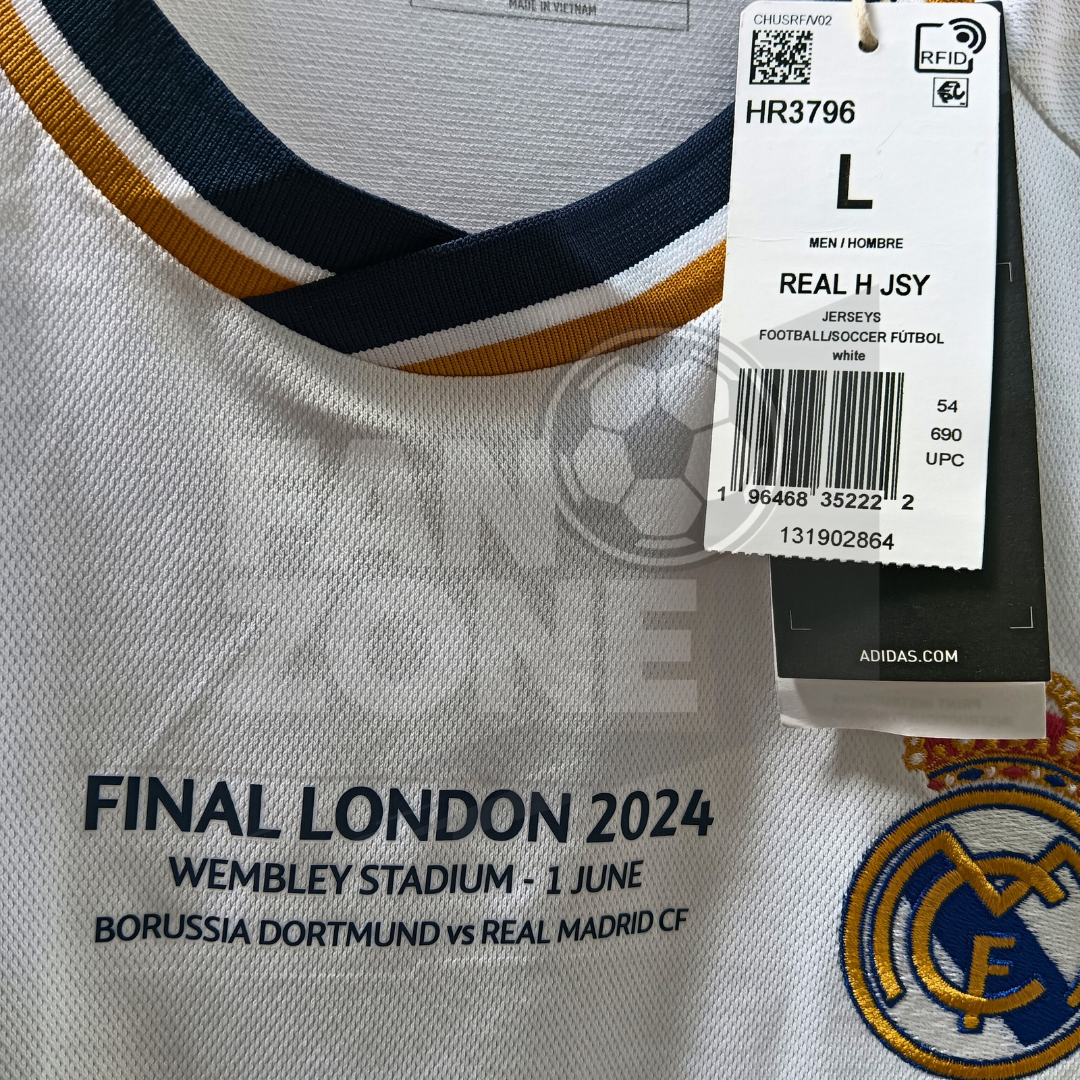 MADE IN VIETNAM
CHUSRF/V02
RFID
HR3796
L
MEN / HOMBRE
REAL H JSY
JERSEYS
FOOTBALL/SOCCER FÚTBOL
white
54
690
UPC
1 96468 35222 2
131902864
ADIDAS.COM
ZONE
FINAL LONDON 2024
WEMBLEY STADIUM - 1 JUNE
BORUSSIA DORTMUND vs REAL MADRID CF